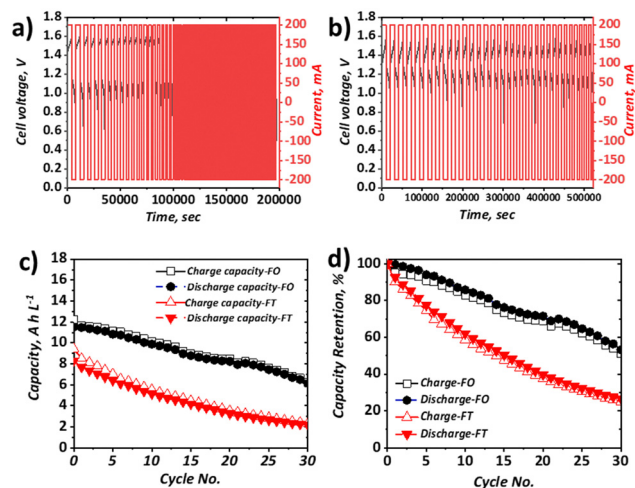 a)
1.8
1.6
1.4
1.2
1.0
0.8
0.6
0.4
0.2
0.0
Cell voltage, V
200
150
100
50
0
-50
-100
-150
-200
Current, mA
0 50000 100000 150000 200000
Time, sec
b)
1.8
1.6
1.4
1.2
1.0
0.8
0.6
0.4
0.2
0.0
Cell voltage, V
200
150
100
50
0
-50
-100
-150
-200
Current, mA
0 100000 200000 300000 400000 500000
Time, sec
c)
18
16
14
12
10
8
6
4
2
0
Capacity, A h L⁻¹
Charge capacity-FO
Discharge capacity-FO
Charge capacity-FT
Discharge capacity-FT
0 5 10 15 20 25 30
Cycle No.
d)
100
80
60
40
20
0
Capacity Retention, %
Charge-FO
Discharge-FO
Charge-FT
Discharge-FT
0 5 10 15 20 25 30
Cycle No.